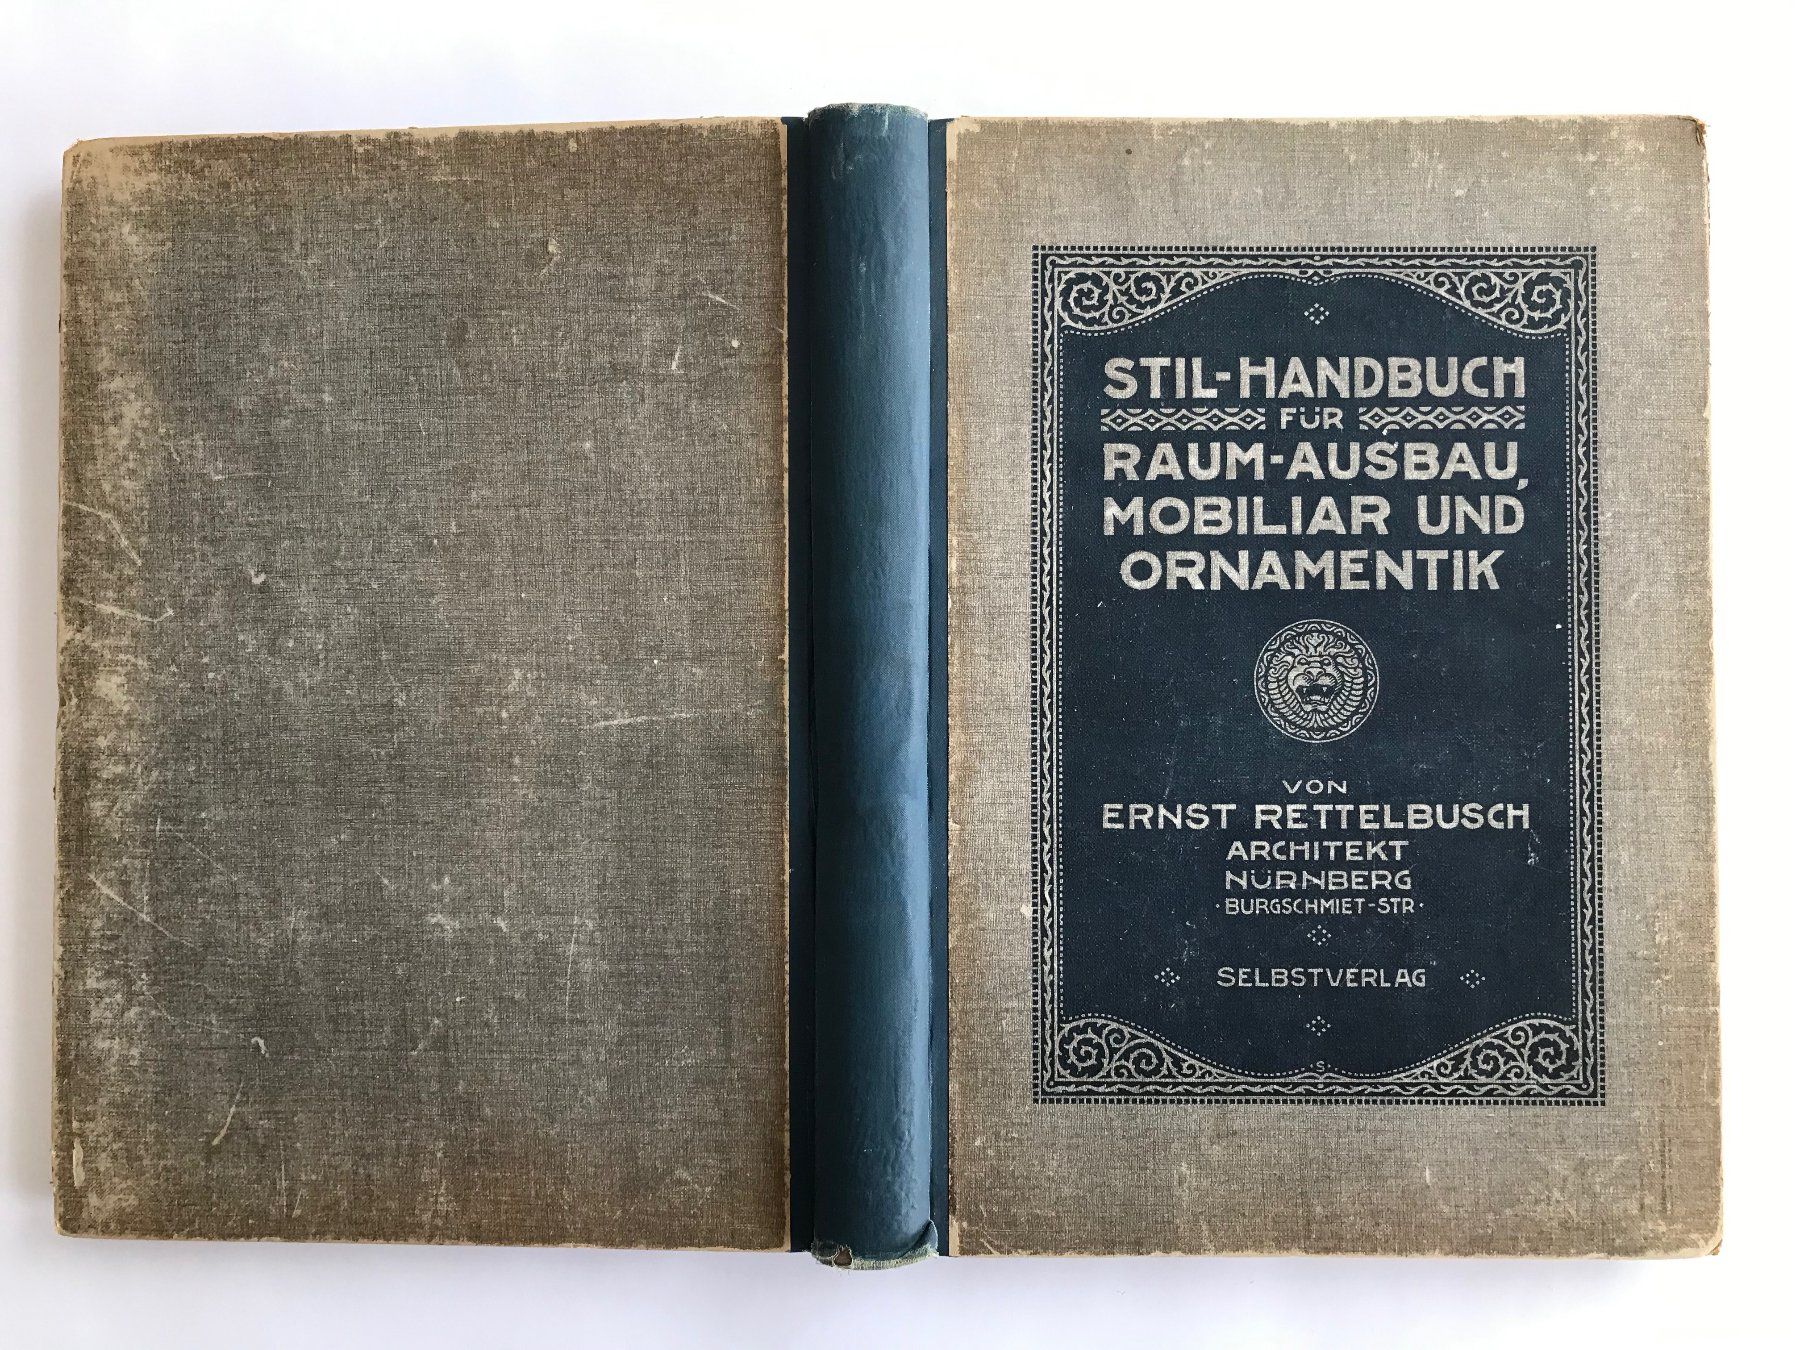 STIL-HANDBUCH
FÜR
RAUM-AUSBAU,
MOBILIAR UND
ORNAMENTIK
VON
ERNST RETTELBUSCH
ARCHITEKT
NÜRNBERG
· BURGSCHMIET-STR ·
SELBSTVERLAG
S